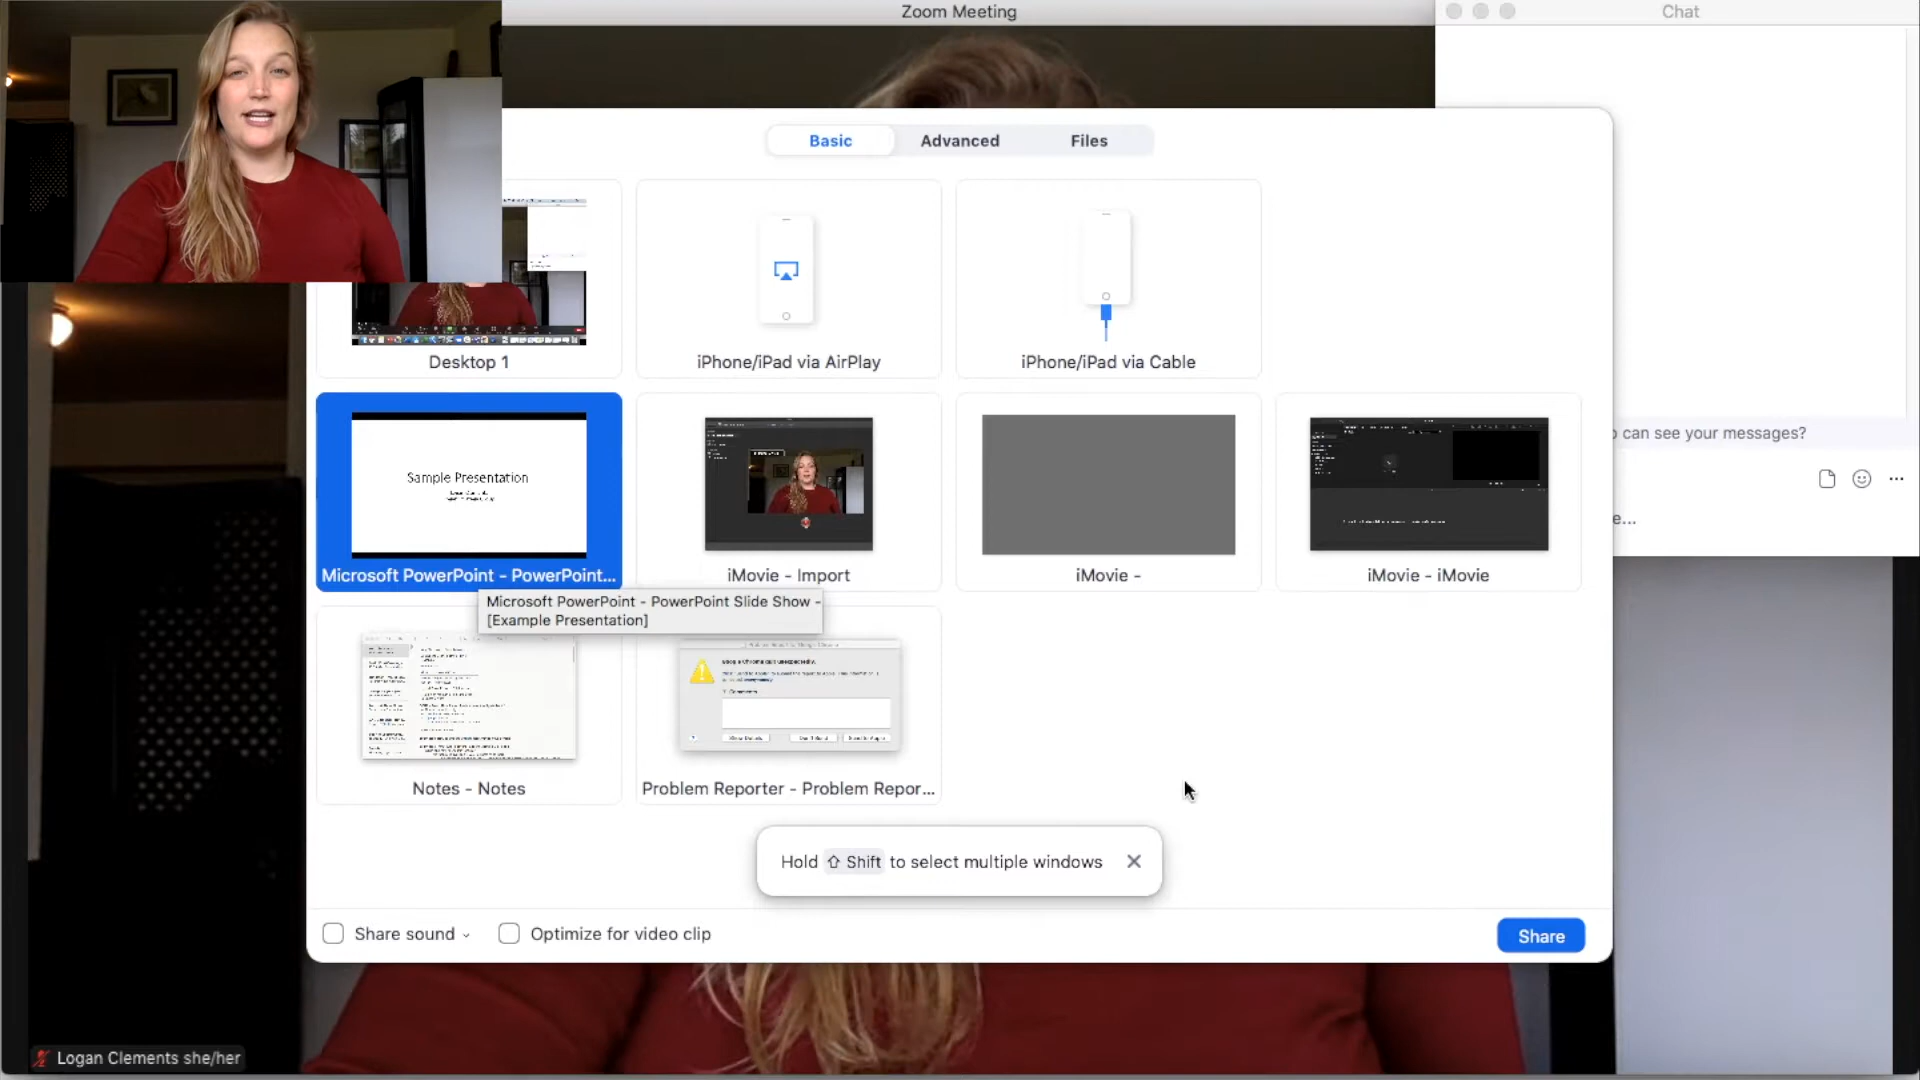 Zoom Meeting
Chat
Basic
Advanced
Files
Desktop 1
iPhone/iPad via AirPlay
iPhone/iPad via Cable
Sample Presentation
Microsoft PowerPoint - PowerPoint...
iMovie - Import
iMovie -
iMovie - iMovie
Microsoft PowerPoint - PowerPoint Slide Show -
[Example Presentation]
can see your messages?
e...
Notes - Notes
Problem Reporter - Problem Repor...
Hold ⇧ Shift to select multiple windows
Share sound
Optimize for video clip
Share
Logan Clements she/her